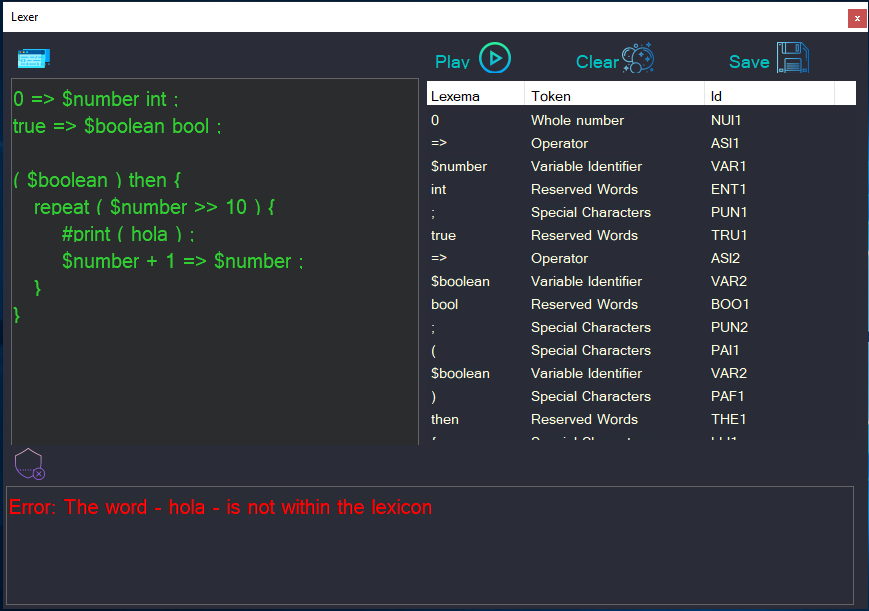 Lexer
x
Play
Clear
Save
0 => $number int ;
true => $boolean bool ;
( $boolean ) then {
repeat ( $number >> 10 ) {
#print ( hola ) ;
$number + 1 => $number ;
}
}
Lexema Token Id
0 Whole number NUI1
=> Operator ASI1
$number Variable Identifier VAR1
int Reserved Words ENT1
; Special Characters PUN1
true Reserved Words TRU1
=> Operator ASI2
$boolean Variable Identifier VAR2
bool Reserved Words BOO1
; Special Characters PUN2
( Special Characters PAI1
$boolean Variable Identifier VAR2
) Special Characters PAF1
then Reserved Words THE1
Error: The word - hola - is not within the lexicon